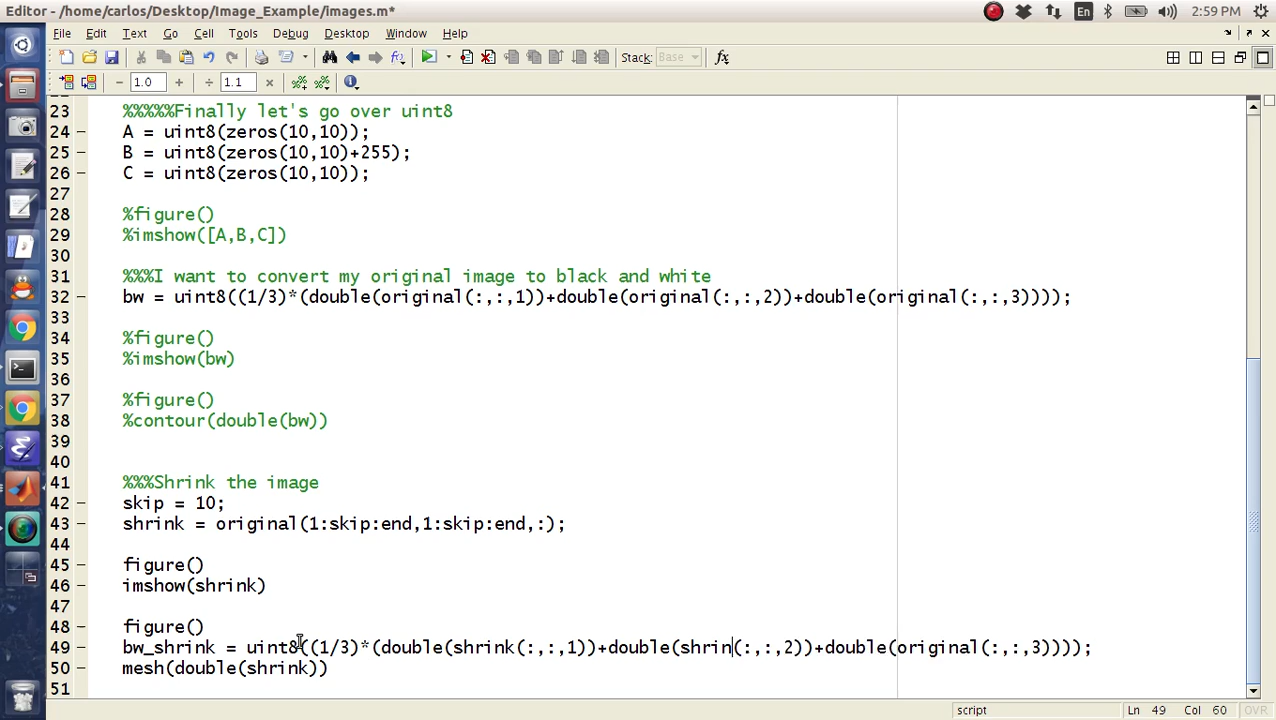 Editor - /home/carlos/Desktop/Image_Example/images.m*
En
2:59 PM
File Edit Text Go Cell Tools Debug Desktop Window Help
Stack: Base
- 1.0 + ÷ 1.1 ×
23 %%%%%Finally let's go over uint8
24 - A = uint8(zeros(10,10));
25 - B = uint8(zeros(10,10)+255);
26 - C = uint8(zeros(10,10));
27
28 %figure()
29 %imshow([A,B,C])
30
31 %%%I want to convert my original image to black and white
32 - bw = uint8((1/3)*(double(original(:,:,1))+double(original(:,:,2))+double(original(:,:,3))));
33
34 %figure()
35 %imshow(bw)
36
37 %figure()
38 %contour(double(bw))
39
40
41 %%%Shrink the image
42 - skip = 10;
43 - shrink = original(1:skip:end,1:skip:end,:);
44
45 - figure()
46 - imshow(shrink)
47
48 - figure()
49 - bw_shrink = uint8((1/3)*(double(shrink(:,:,1))+double(shrin(:,:,2))+double(original(:,:,3))));
50 - mesh(double(shrink))
51
script Ln 49 Col 60 OVR